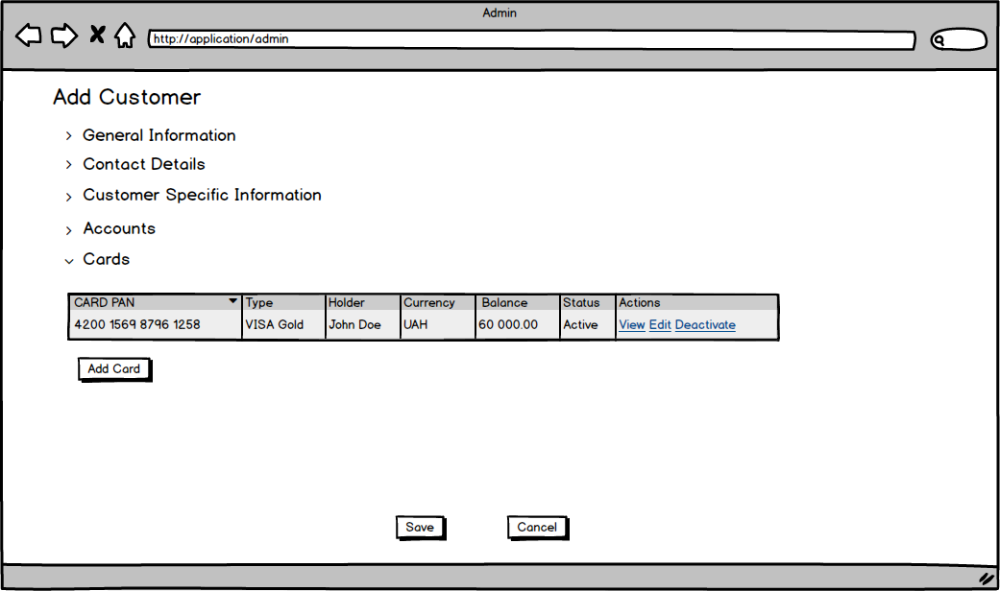 Admin
http://application/admin
Add Customer
General Information
Contact Details
Customer Specific Information
Accounts
Cards
CARD PAN Type Holder Currency Balance Status Actions
4200 1569 8796 1258 VISA Gold John Doe UAH 60 000.00 Active View Edit Deactivate
Add Card
Save Cancel